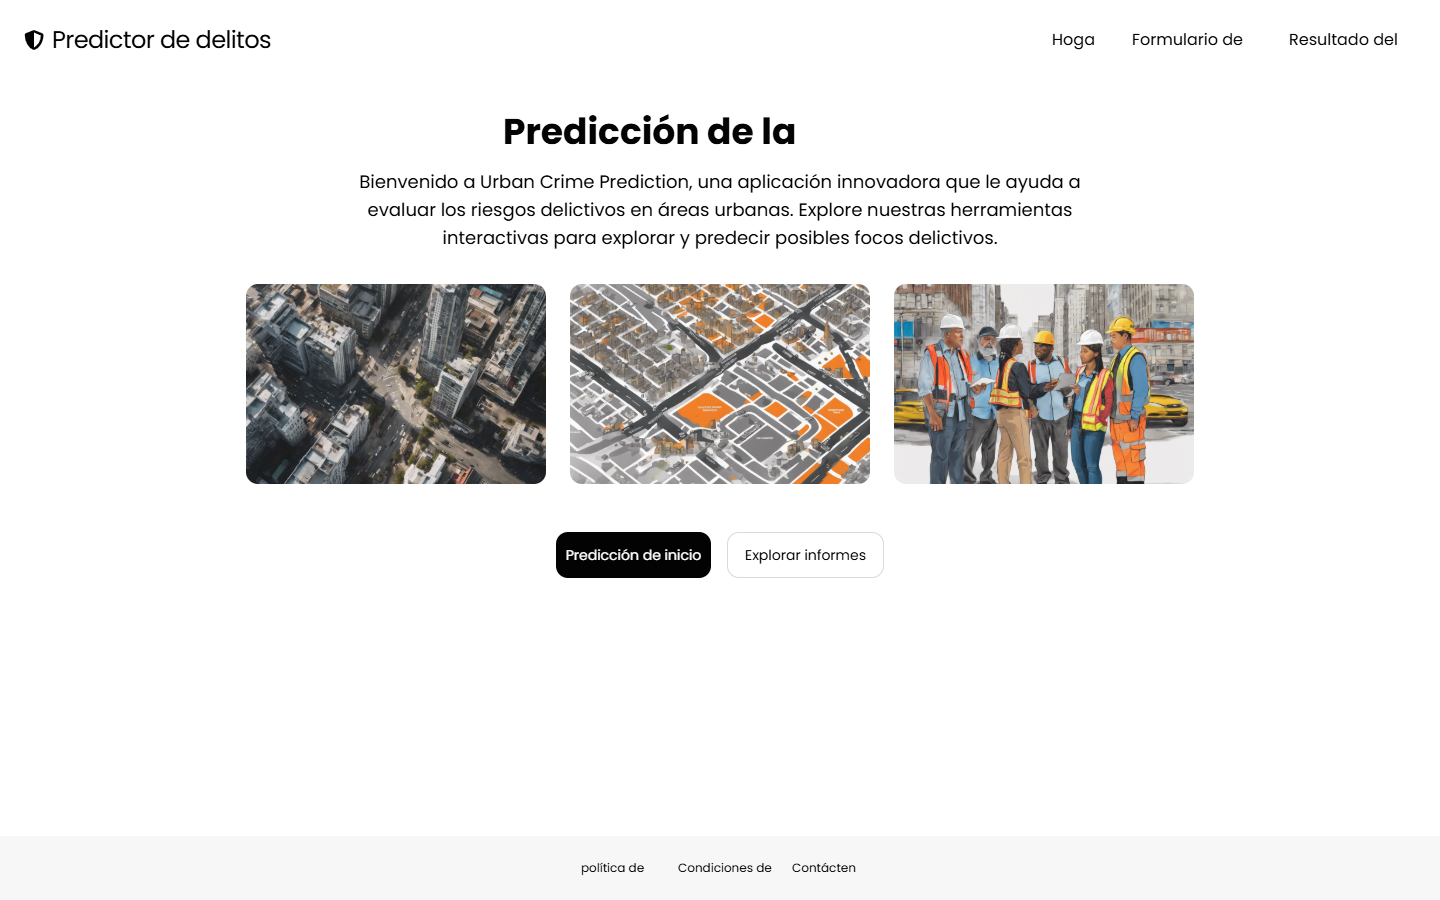 Predictor de delitos
Hoga
Formulario de
Resultado del
Predicción de la
Bienvenido a Urban Crime Prediction, una aplicación innovadora que le ayuda a
evaluar los riesgos delictivos en áreas urbanas. Explore nuestras herramientas
interactivas para explorar y predecir posibles focos delictivos.
Predicción de inicio
Explorar informes
política de
Condiciones de
Contácten